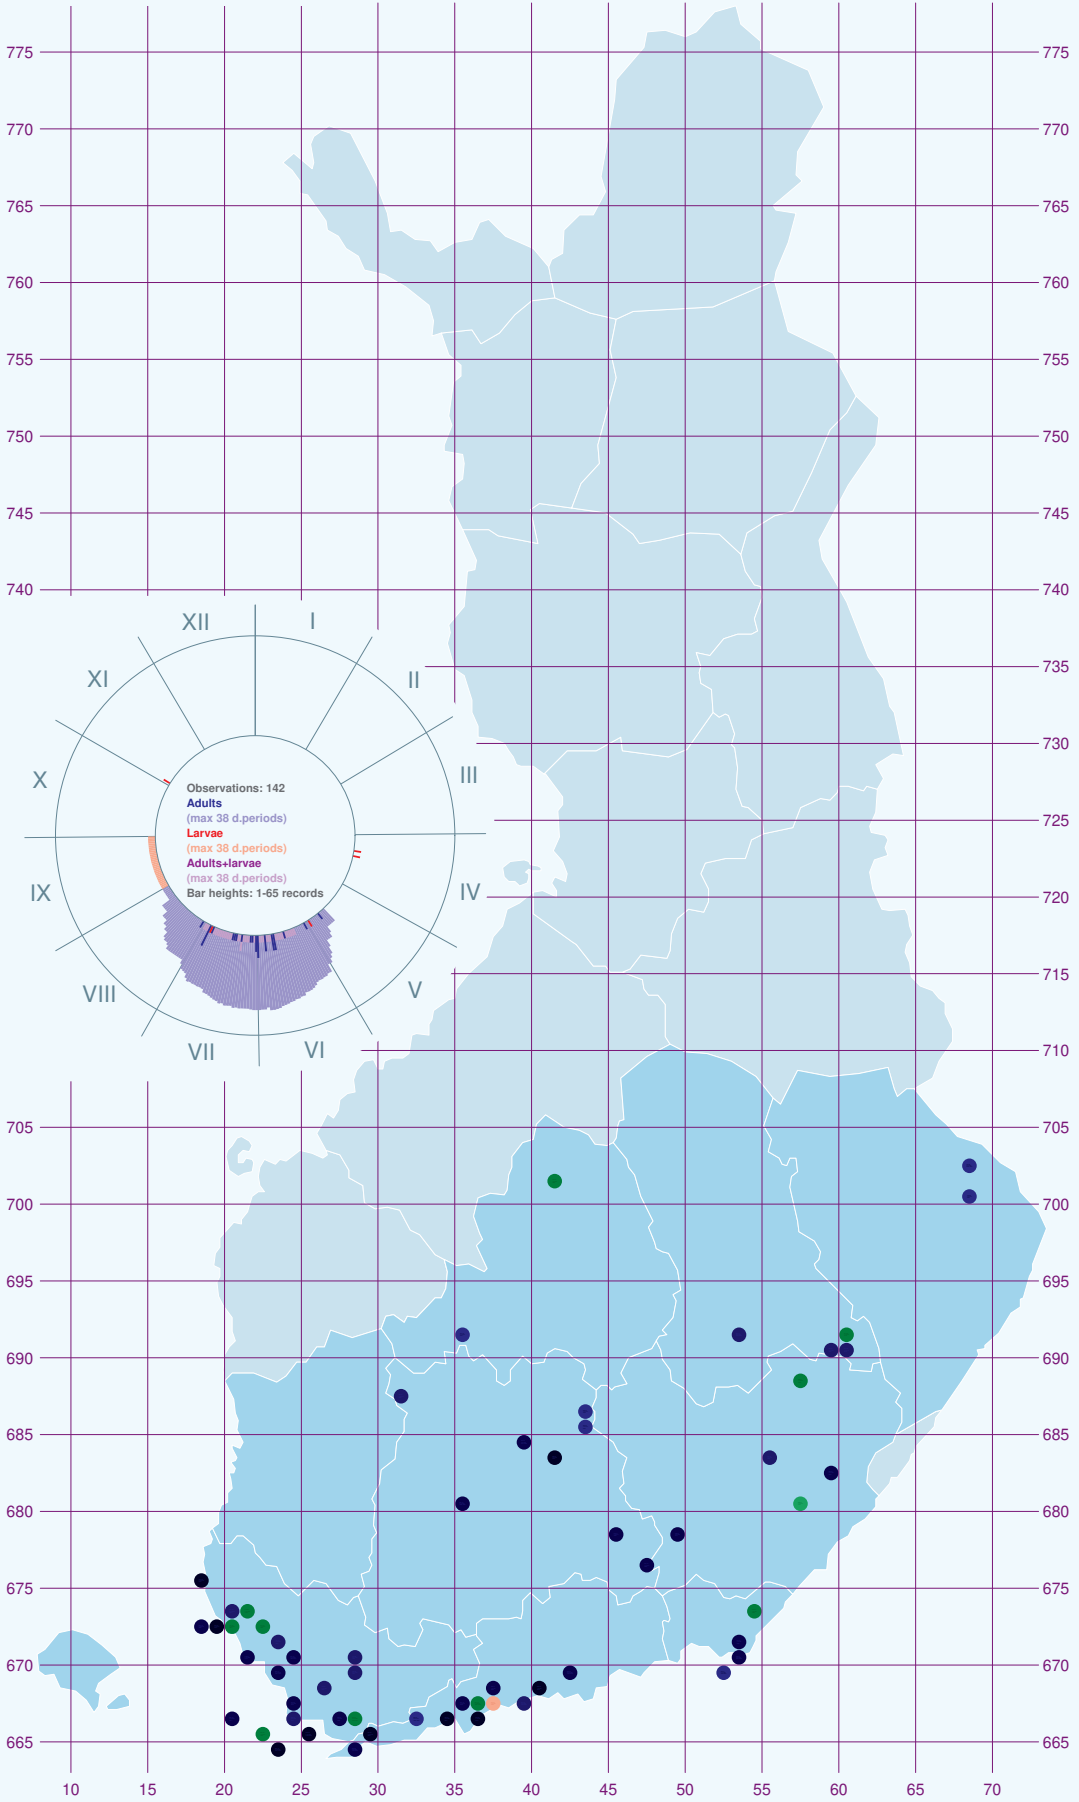 775 775
770 770
765 765
760 760
755 755
750 750
745 745
740 740
XII I
735
XI II
730
X III
Observations: 142
Adults
(max 38 d.periods)
725
Larvae
(max 38 d.periods)
Adults+larvae
(max 38 d.periods)
Bar heights: 1-65 records
IX IV
720
VIII V
715
VII VI
710
705 705
700 700
695 695
690 690
685 685
680 680
675 675
670 670
665 665
10 15 20 25 30 35 40 45 50 55 60 65 70